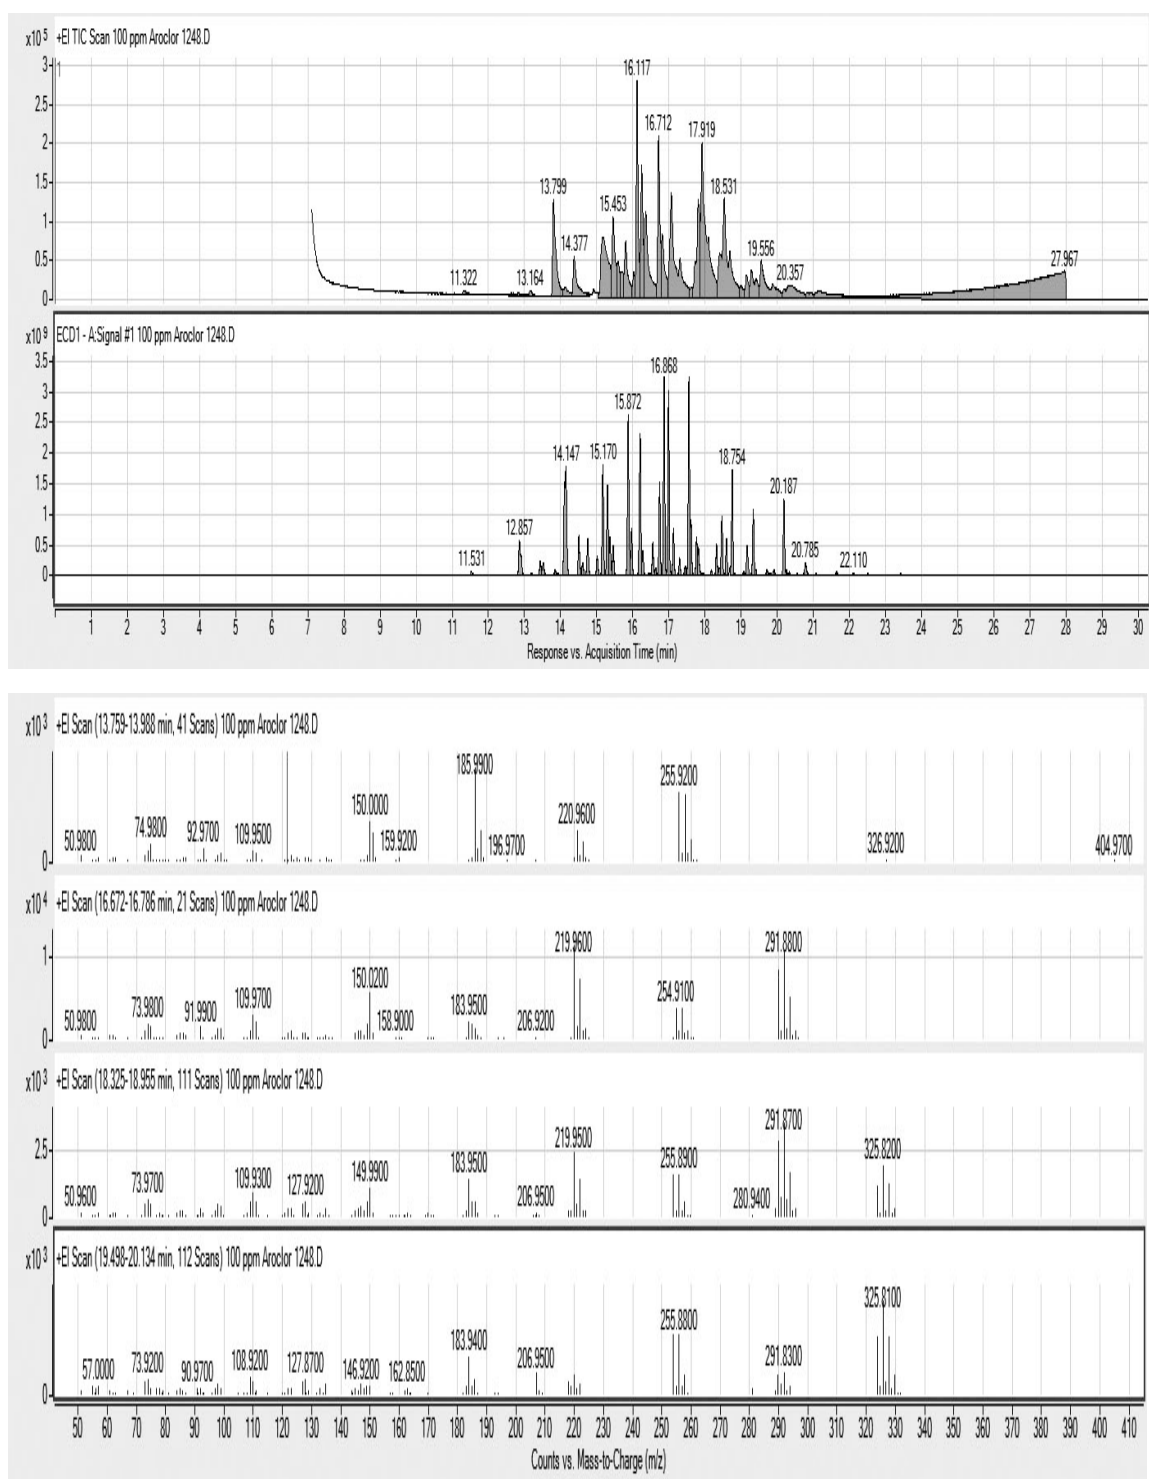 x10⁵ +EI TIC Scan 100 ppm Aroclor 1248.D
1
3
2.5
2
1.5
1
0.5
0
11.322 13.164 13.799 14.377 15.453 16.117 16.712 17.919 18.531 19.556 20.357 27.967
x10⁹ ECD1 - A:Signal #1 100 ppm Aroclor 1248.D
3.5
3
2.5
2
1.5
1
0.5
0
11.531 12.857 14.147 15.170 15.872 16.868 18.754 20.187 20.785 22.110
1 2 3 4 5 6 7 8 9 10 11 12 13 14 15 16 17 18 19 20 21 22 23 24 25 26 27 28 29 30
Response vs. Acquisition Time (min)
x10³ +EI Scan (13.759-13.988 min, 41 Scans) 100 ppm Aroclor 1248.D
0
50.9800 74.9800 92.9700 109.9500 150.0000 159.9200 185.9900 196.9700 220.9600 255.9200 326.9200 404.9700
x10⁴ +EI Scan (16.672-16.786 min, 21 Scans) 100 ppm Aroclor 1248.D
1
0
50.9800 73.9800 91.9900 109.9700 150.0200 158.9000 183.9500 206.9200 219.9600 254.9100 291.8800
x10³ +EI Scan (18.325-18.955 min, 111 Scans) 100 ppm Aroclor 1248.D
2.5
0
50.9600 73.9700 109.9300 127.9200 149.9900 183.9500 206.9500 219.9500 255.8900 280.9400 291.8700 325.8200
x10³ +EI Scan (19.498-20.134 min, 112 Scans) 100 ppm Aroclor 1248.D
0
57.0000 73.9200 90.9700 108.9200 127.8700 146.9200 162.8500 183.9400 206.9500 255.8800 291.8300 325.8100
50 60 70 80 90 100 110 120 130 140 150 160 170 180 190 200 210 220 230 240 250 260 270 280 290 300 310 320 330 340 350 360 370 380 390 400 410
Counts vs. Mass-to-Charge (m/z)